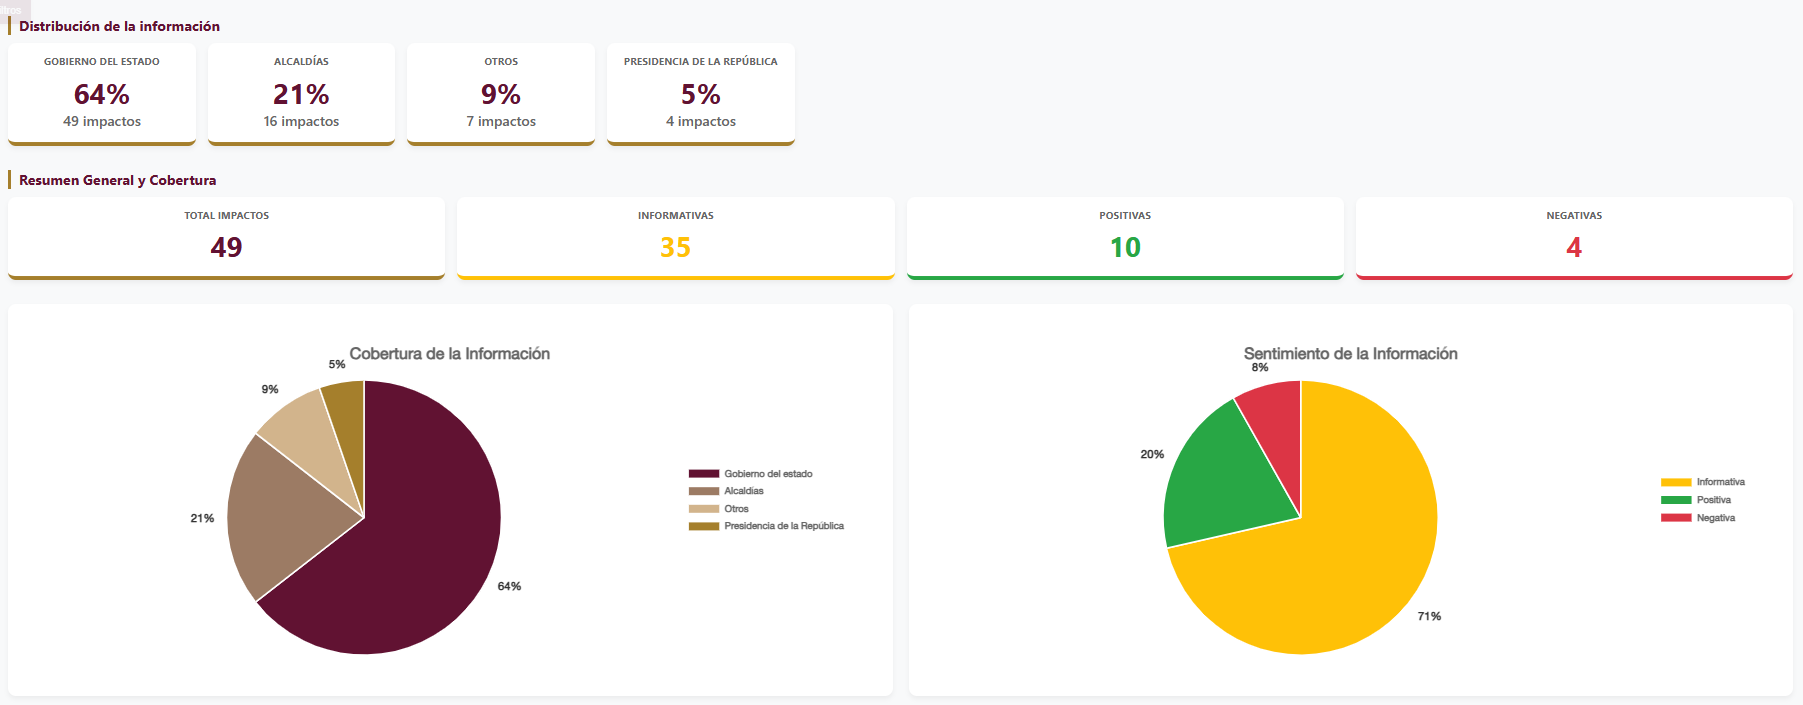 Distribución de la información
GOBIERNO DEL ESTADO
64%
49 impactos
ALCALDÍAS
21%
16 impactos
OTROS
9%
7 impactos
PRESIDENCIA DE LA REPÚBLICA
5%
4 impactos
Resumen General y Cobertura
TOTAL IMPACTOS
49
INFORMATIVAS
35
POSITIVAS
10
NEGATIVAS
4
Cobertura de la Información
5%
9%
21%
64%
Gobierno del estado
Alcaldías
Otros
Presidencia de la República
Sentimiento de la Información
8%
20%
71%
Informativa
Positiva
Negativa